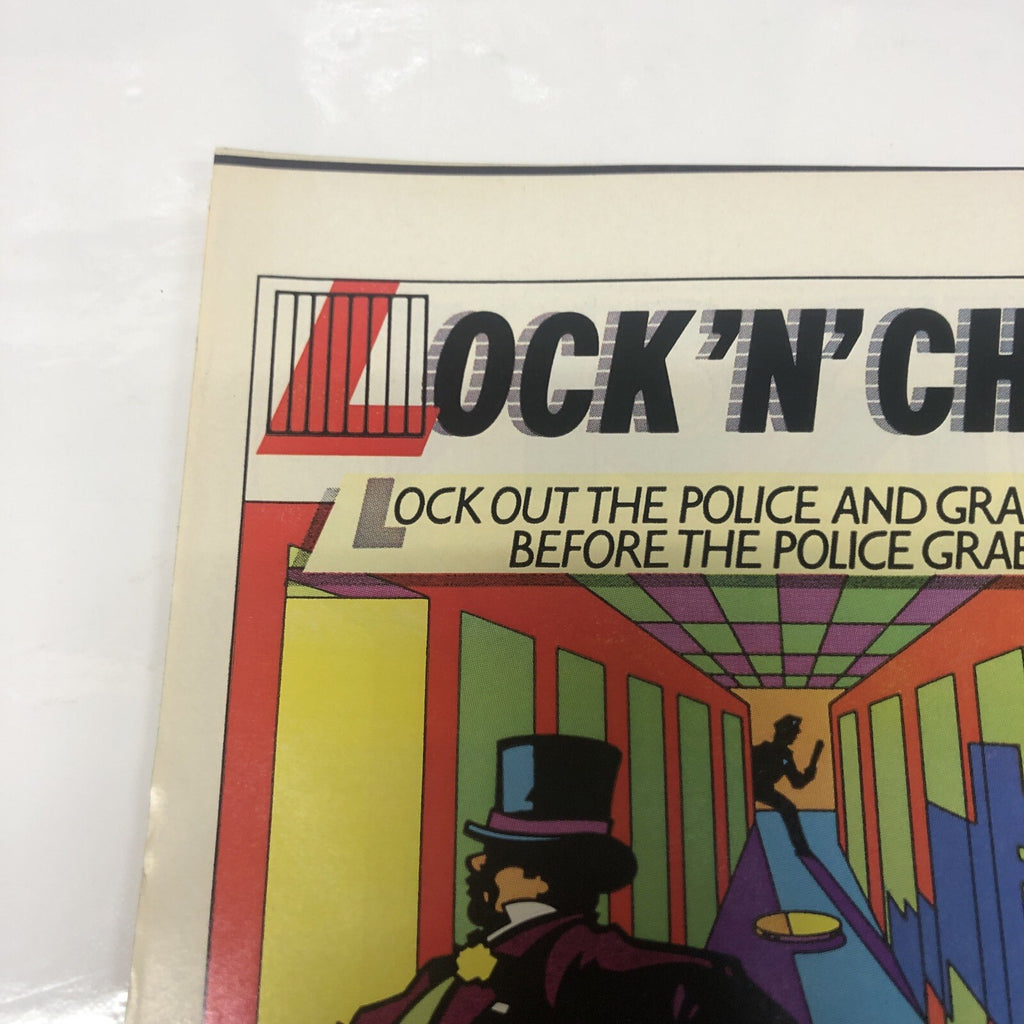 LOCK 'N' CH
LOCK OUT THE POLICE AND GRA
BEFORE THE POLICE GRAB